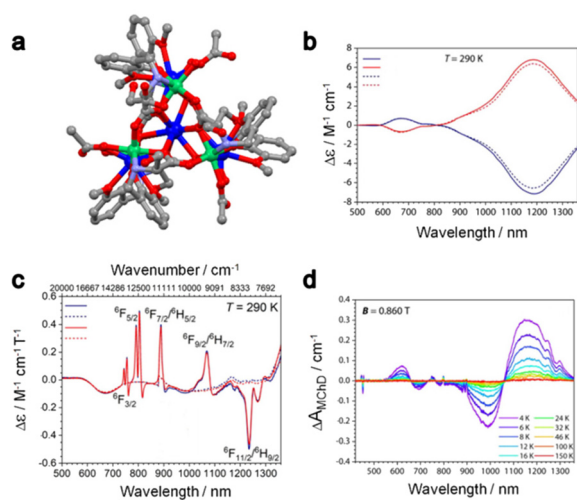 a
b
T = 290 K
8
6
4
2
0
-2
-4
-6
-8
Δε / M⁻¹ cm⁻¹
500 600 700 800 900 1000 1100 1200 1300
Wavelength / nm
c
Wavenumber / cm⁻¹
20000 16667 14286 12500 11111 10000 9091 8333 7692
T = 290 K
0.6
0.4
0.2
0.0
-0.2
-0.4
-0.6
Δε / M⁻¹ cm⁻¹ T⁻¹
⁶F₅/₂
⁶F₇/₂/⁶H₅/₂
⁶F₉/₂/⁶H₇/₂
⁶F₃/₂
⁶F₁₁/₂/⁶H₉/₂
500 600 700 800 900 1000 1100 1200 1300
Wavelength / nm
d
B = 0.860 T
0.4
0.3
0.2
0.1
0.0
0.1
0.2
0.3
ΔA MChD / cm⁻¹
4 K 24 K
6 K 32 K
8 K 46 K
12 K 100 K
16 K 150 K
500 600 700 800 900 1000 1100 1200 1300
Wavelength / nm